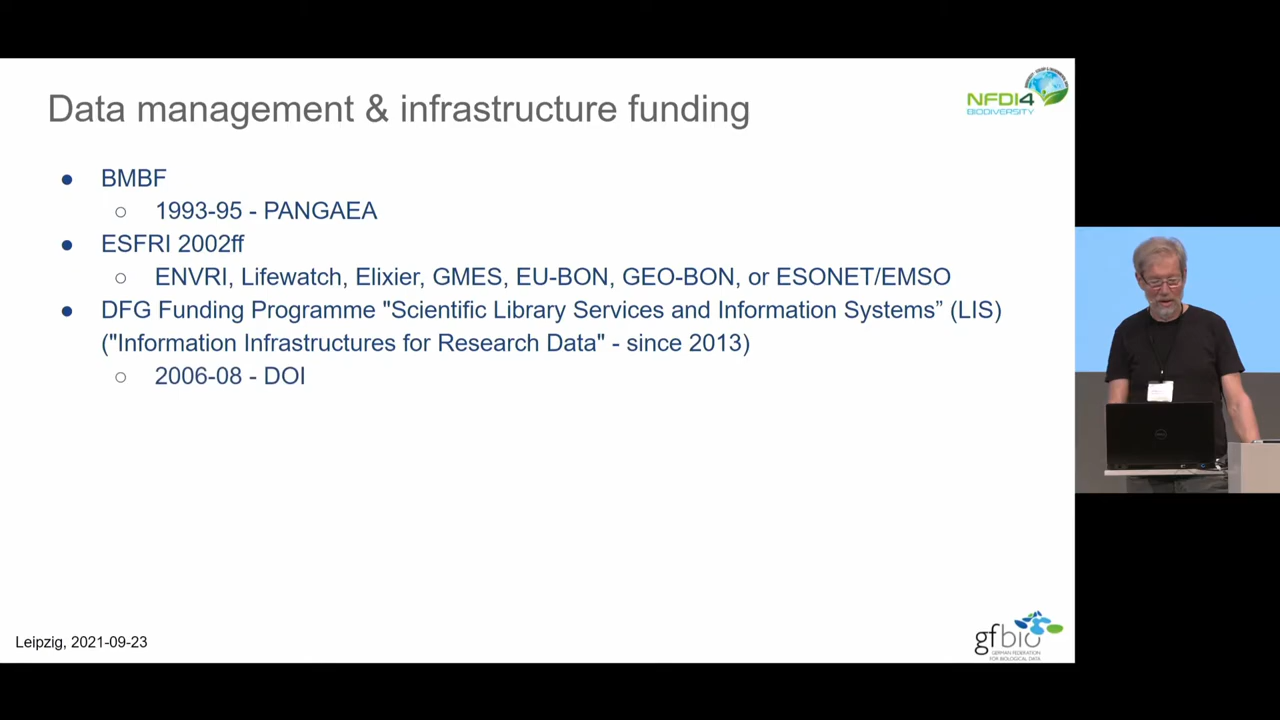 Data management & infrastructure funding
NFDI4
BIODIVERSITY
● BMBF
○ 1993-95 - PANGAEA
● ESFRI 2002ff
○ ENVRI, Lifewatch, Elixier, GMES, EU-BON, GEO-BON, or ESONET/EMSO
● DFG Funding Programme "Scientific Library Services and Information Systems” (LIS)
("Information Infrastructures for Research Data" - since 2013)
○ 2006-08 - DOI
Leipzig, 2021-09-23
gfbio
GERMAN FEDERATION
FOR BIOLOGICAL DATA